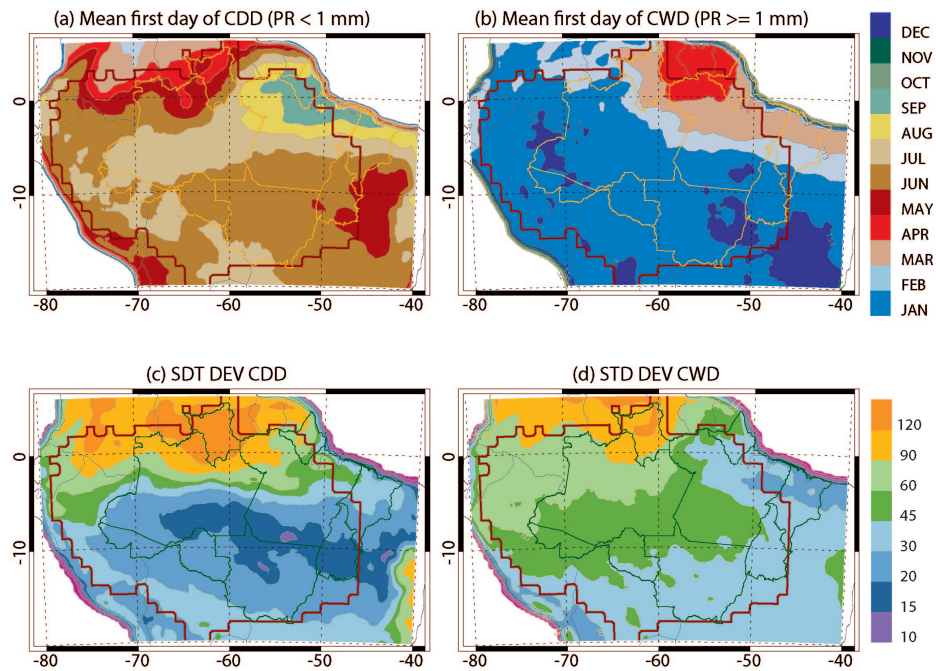 (a) Mean first day of CDD (PR < 1 mm)
(b) Mean first day of CWD (PR >= 1 mm)
0
-10
-80 -70 -60 -50 -40
0
-10
-80 -70 -60 -50 -40
DEC
NOV
OCT
SEP
AUG
JUL
JUN
MAY
APR
MAR
FEB
JAN
(c) SDT DEV CDD
(d) STD DEV CWD
0
-10
-80 -70 -60 -50 -40
0
-10
-80 -70 -60 -50 -40
120
90
60
45
30
20
15
10